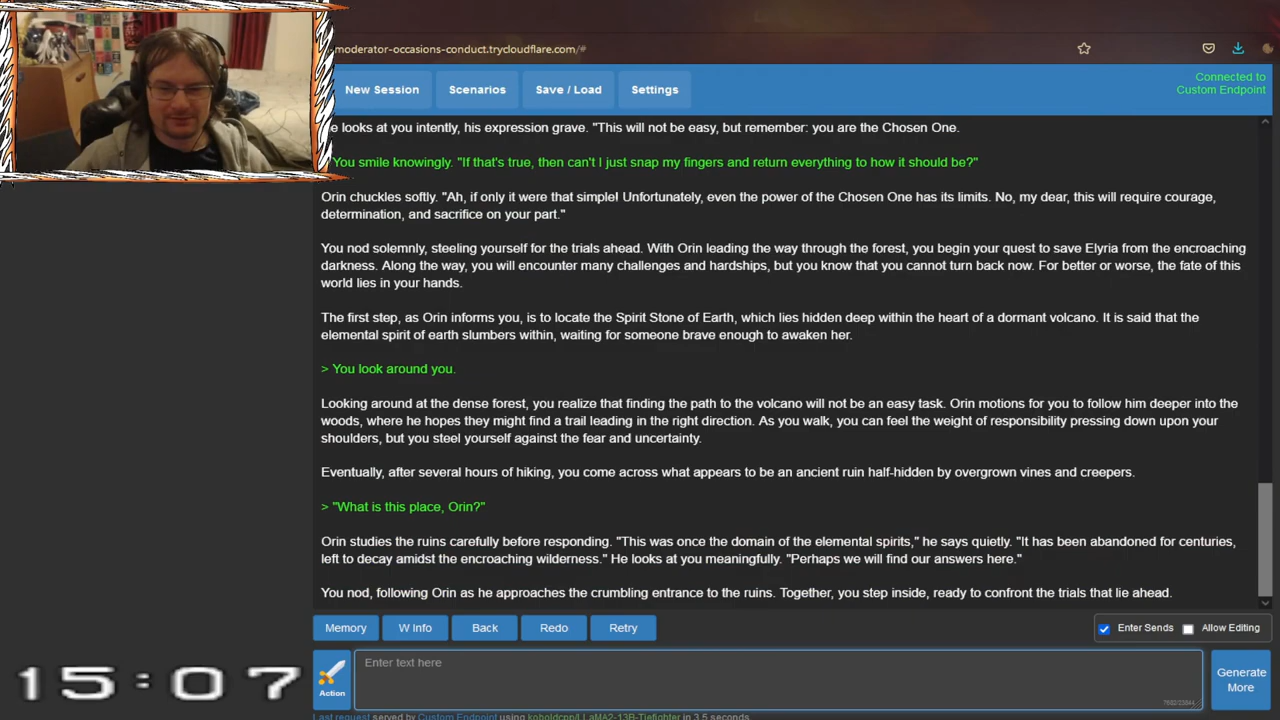 moderator-occasions-conduct.trycloudflare.com/#
New Session
Scenarios
Save / Load
Settings
Connected to
Custom Endpoint
e looks at you intently, his expression grave. "This will not be easy, but remember: you are the Chosen One.
You smile knowingly. "If that's true, then can't I just snap my fingers and return everything to how it should be?"
Orin chuckles softly. "Ah, if only it were that simple! Unfortunately, even the power of the Chosen One has its limits. No, my dear, this will require courage,
determination, and sacrifice on your part."
You nod solemnly, steeling yourself for the trials ahead. With Orin leading the way through the forest, you begin your quest to save Elyria from the encroaching
darkness. Along the way, you will encounter many challenges and hardships, but you know that you cannot turn back now. For better or worse, the fate of this
world lies in your hands.
The first step, as Orin informs you, is to locate the Spirit Stone of Earth, which lies hidden deep within the heart of a dormant volcano. It is said that the
elemental spirit of earth slumbers within, waiting for someone brave enough to awaken her.
> You look around you.
Looking around at the dense forest, you realize that finding the path to the volcano will not be an easy task. Orin motions for you to follow him deeper into the
woods, where he hopes they might find a trail leading in the right direction. As you walk, you can feel the weight of responsibility pressing down upon your
shoulders, but you steel yourself against the fear and uncertainty.
Eventually, after several hours of hiking, you come across what appears to be an ancient ruin half-hidden by overgrown vines and creepers.
> "What is this place, Orin?"
Orin studies the ruins carefully before responding. "This was once the domain of the elemental spirits," he says quietly. "It has been abandoned for centuries,
left to decay amidst the encroaching wilderness." He looks at you meaningfully. "Perhaps we will find our answers here."
You nod, following Orin as he approaches the crumbling entrance to the ruins. Together, you step inside, ready to confront the trials that lie ahead.
Memory
W Info
Back
Redo
Retry
Enter Sends
Allow Editing
15:07
Action
Enter text here
Generate
More
Last request served by Custom Endpoint using koboldcpp/LLaMA2-13B-Tiefighter in 3.5 seconds